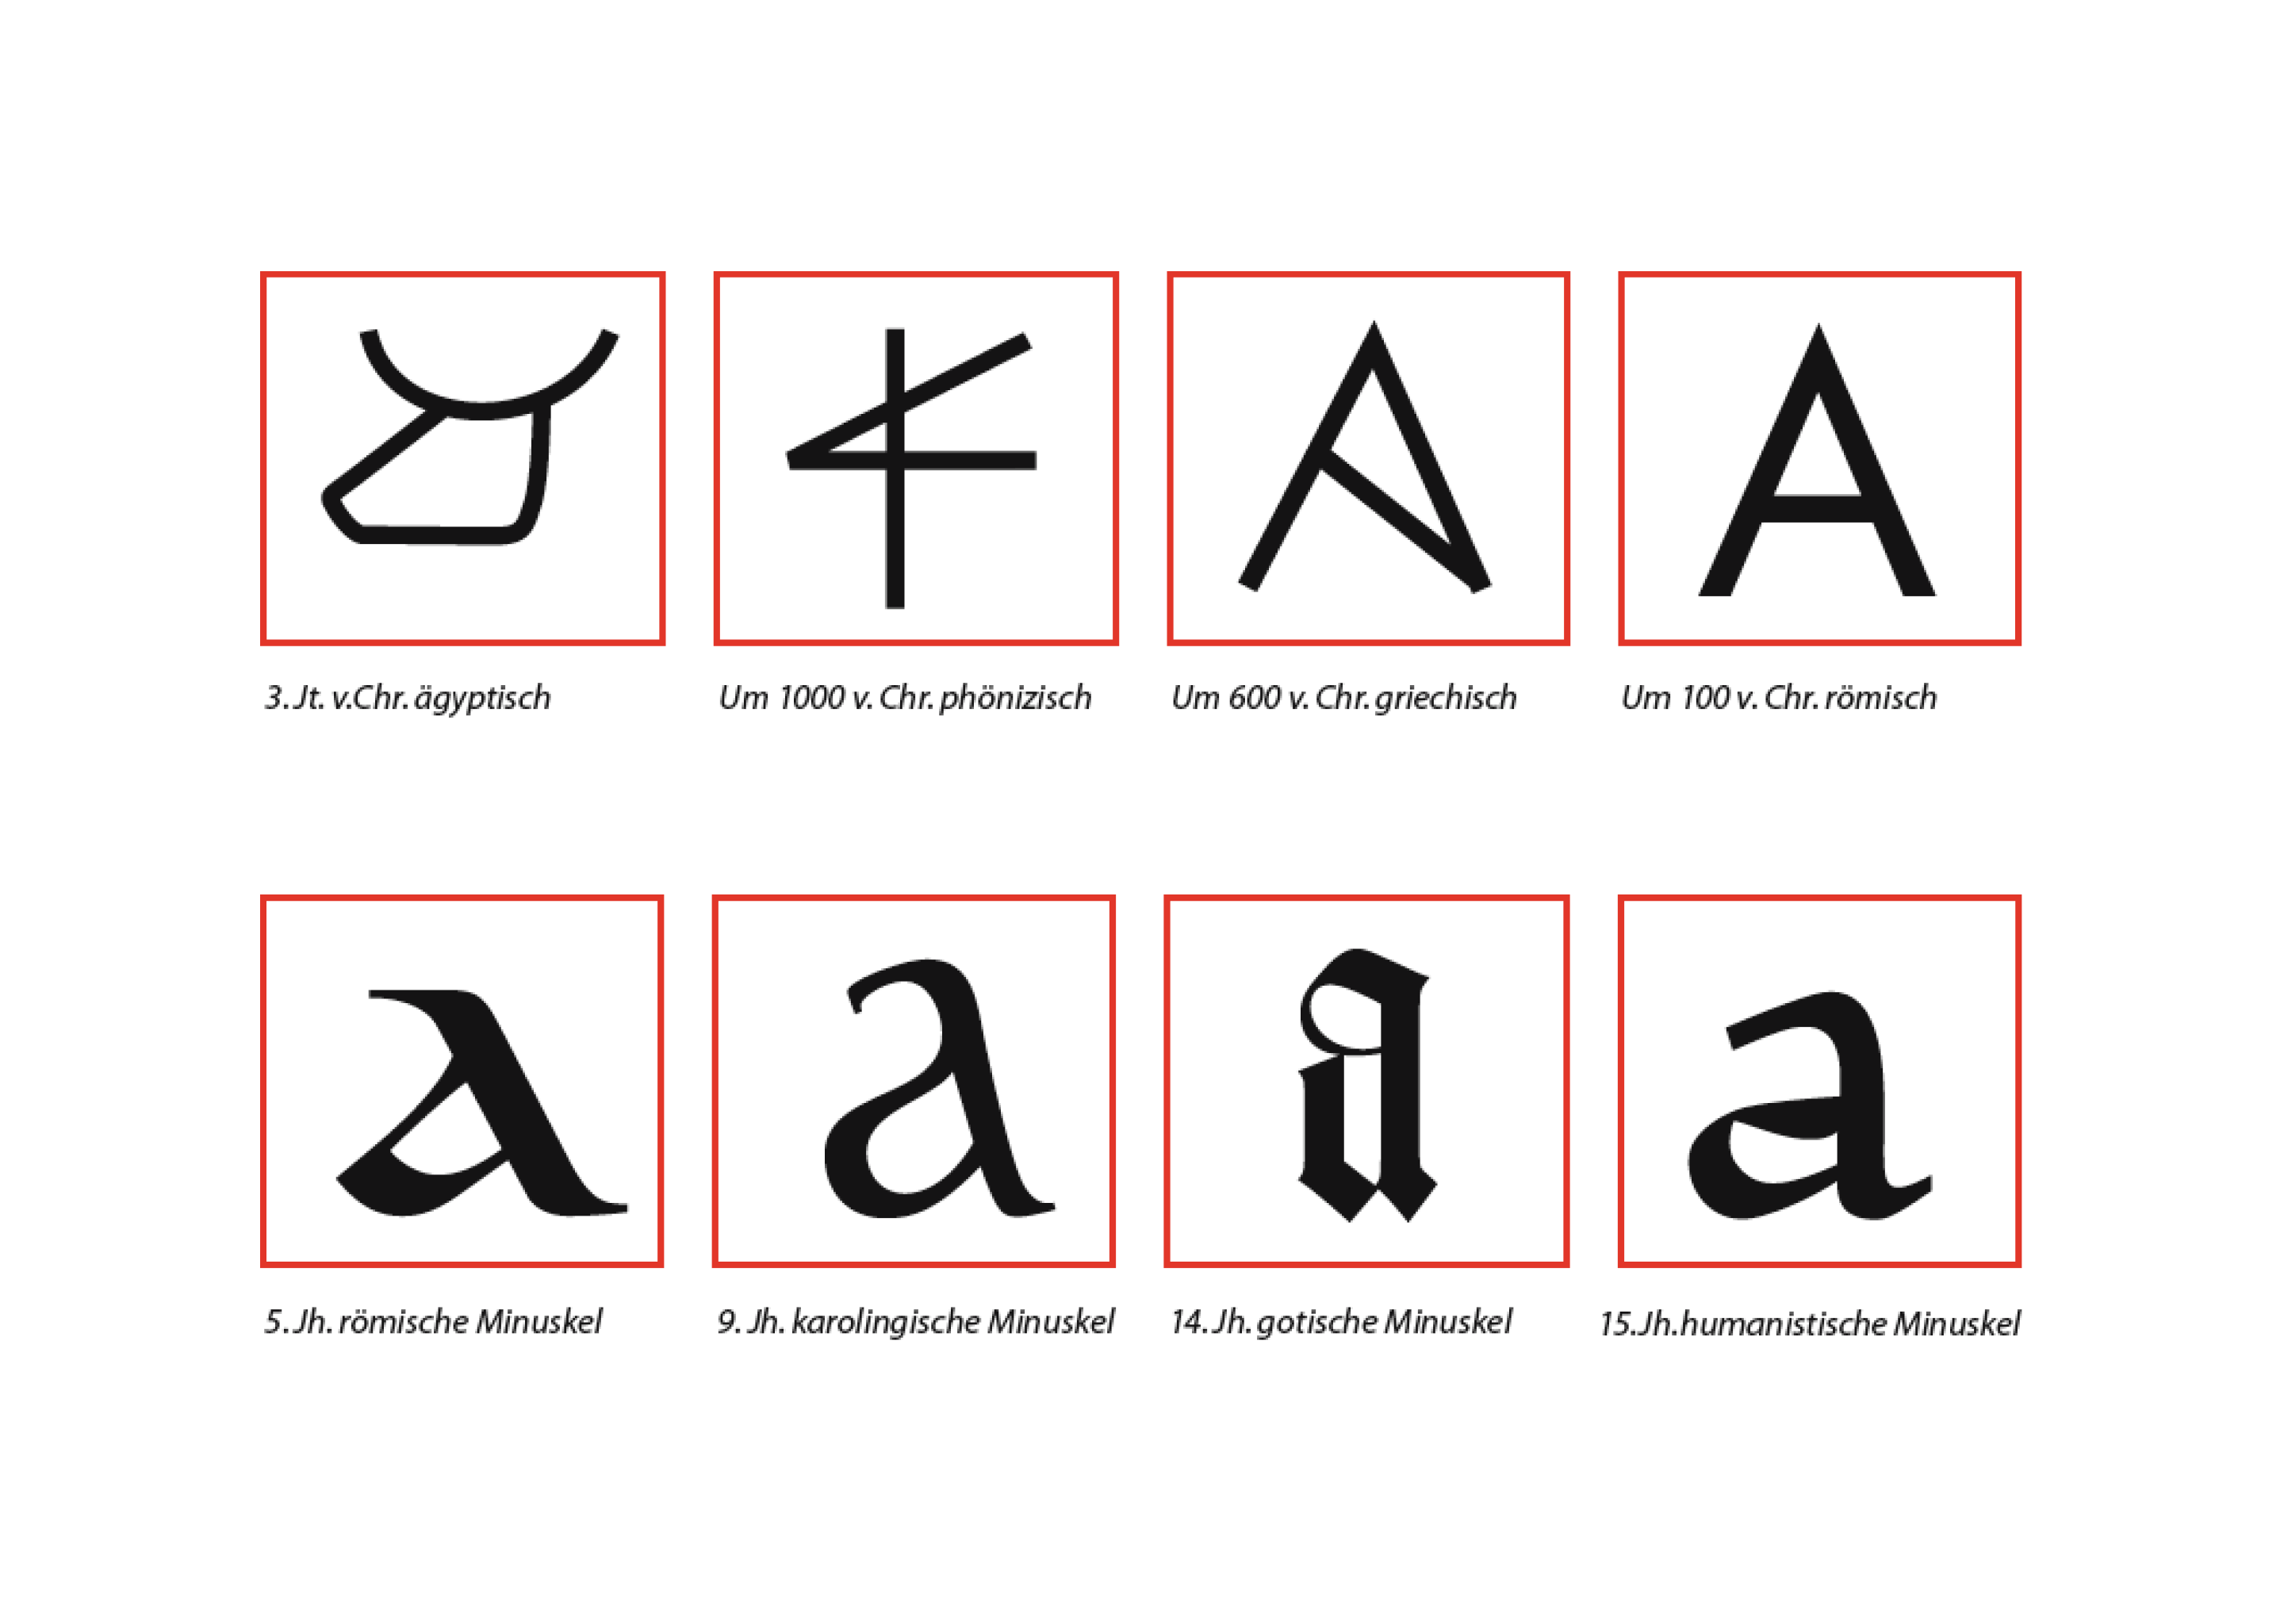 𐤀 A A
3. Jt. v.Chr. ägyptisch
Um 1000 v. Chr. phönizisch
Um 600 v. Chr. griechisch
Um 100 v. Chr. römisch
a a a a
5. Jh. römische Minuskel
9. Jh. karolingische Minuskel
14. Jh. gotische Minuskel
15.Jh.humanistische Minuskel